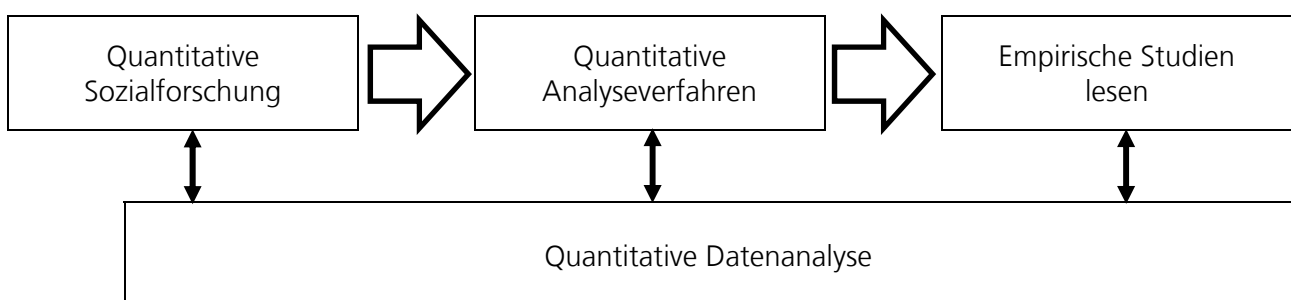 Quantitative
Sozialforschung
Quantitative
Analyseverfahren
Empirische Studien
lesen
Quantitative Datenanalyse